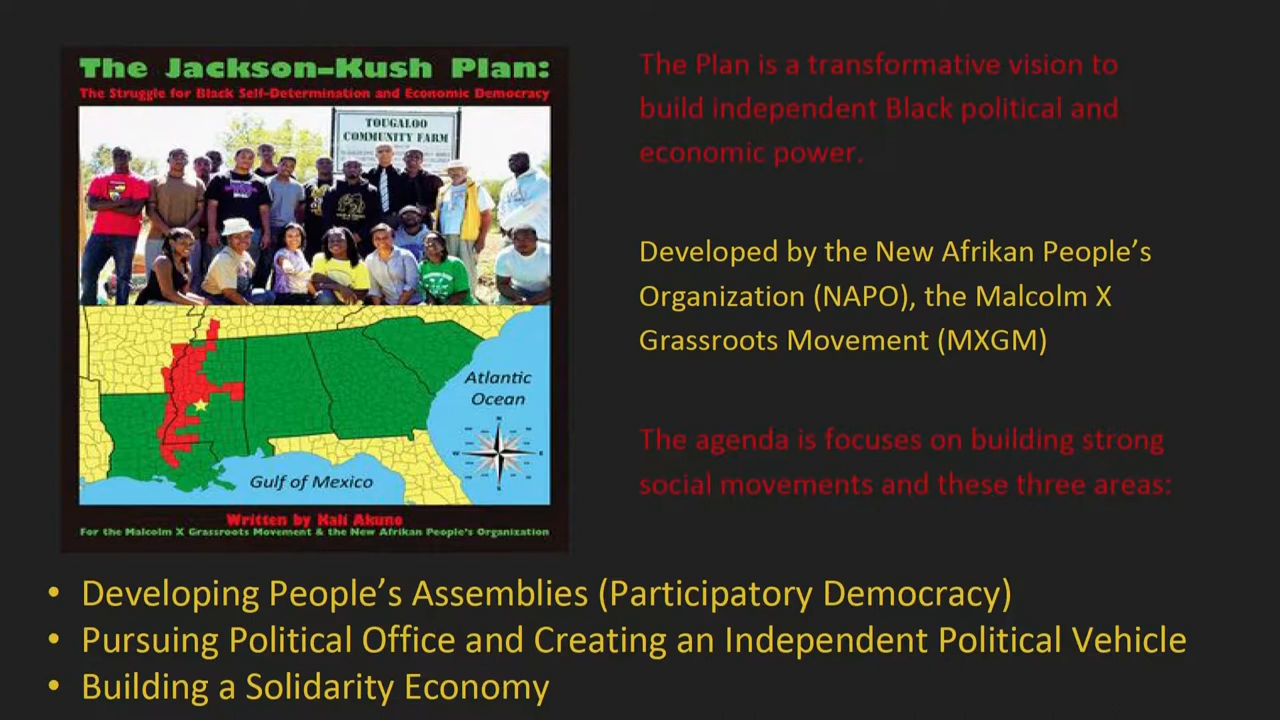 The Jackson-Kush Plan:
The Struggle for Black Self-Determination and Economic Democracy
TOUGALOO
COMMUNITY FARM
Atlantic
Ocean
Gulf of Mexico
Written by Kali Akuno
For the Malcolm X Grassroots Movement & the New Afrikan People's Organization
The Plan is a transformative vision to
build independent Black political and
economic power.
Developed by the New Afrikan People’s
Organization (NAPO), the Malcolm X
Grassroots Movement (MXGM)
The agenda is focuses on building strong
social movements and these three areas:
• Developing People’s Assemblies (Participatory Democracy)
• Pursuing Political Office and Creating an Independent Political Vehicle
• Building a Solidarity Economy